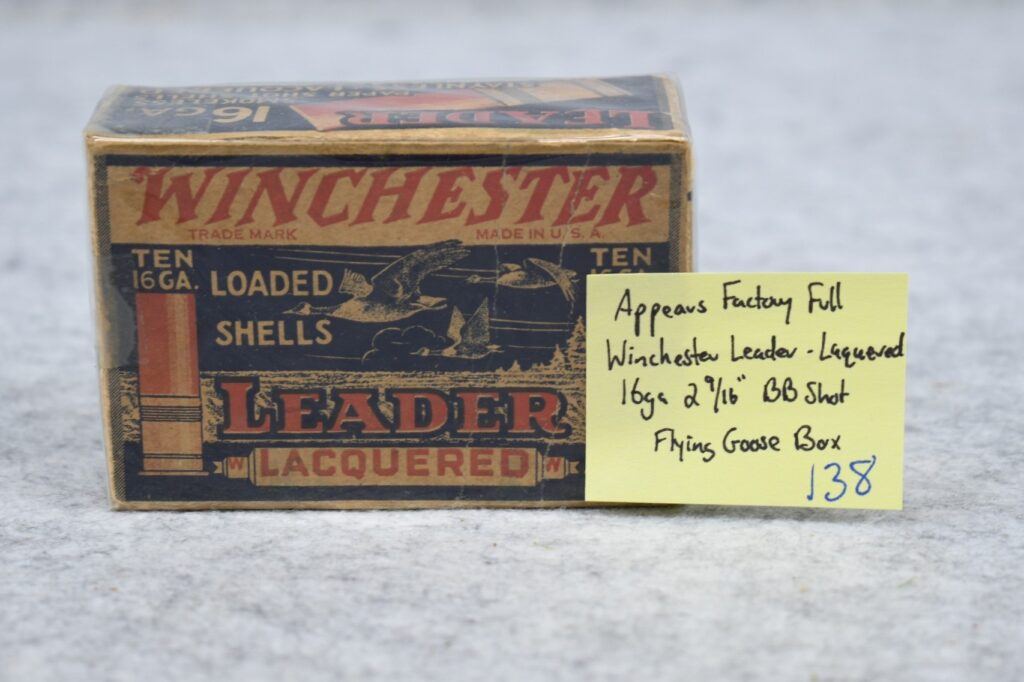 16 GA.
LEADER
WINCHESTER
TRADE MARK MADE IN U.S.A.
TEN
16 GA.
LOADED
SHELLS
TEN
LEADER
W LACQUERED W
Appears Factory Full
Winchester Leader - Laquered
16ga 2 9/16" BB Shot
Flying Goose Box
138